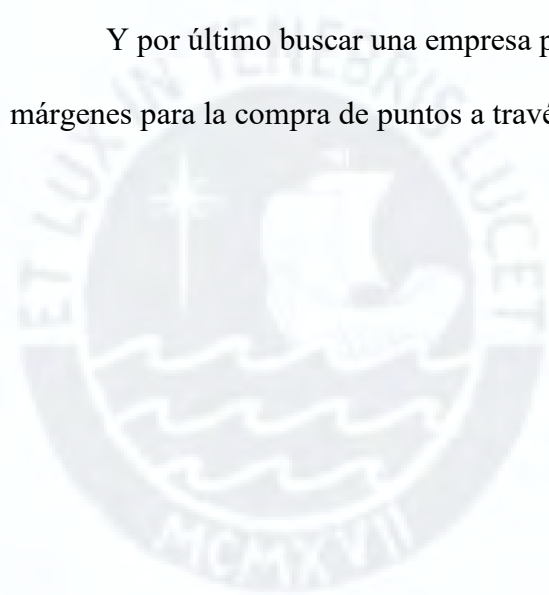 Y por último buscar una empresa p
márgenes para la compra de puntos a travé
ET LUX IN TENEBRIS LUCET
MCMXVII